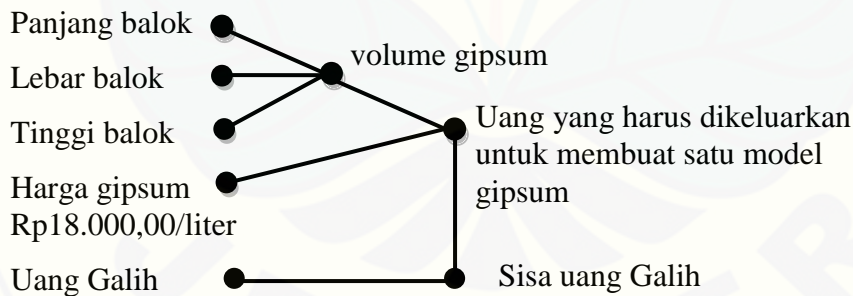 Panjang balok
volume gipsum
Lebar balok
Tinggi balok
Uang yang harus dikeluarkan
untuk membuat satu model
gipsum
Harga gipsum
Rp18.000,00/liter
Uang Galih
Sisa uang Galih